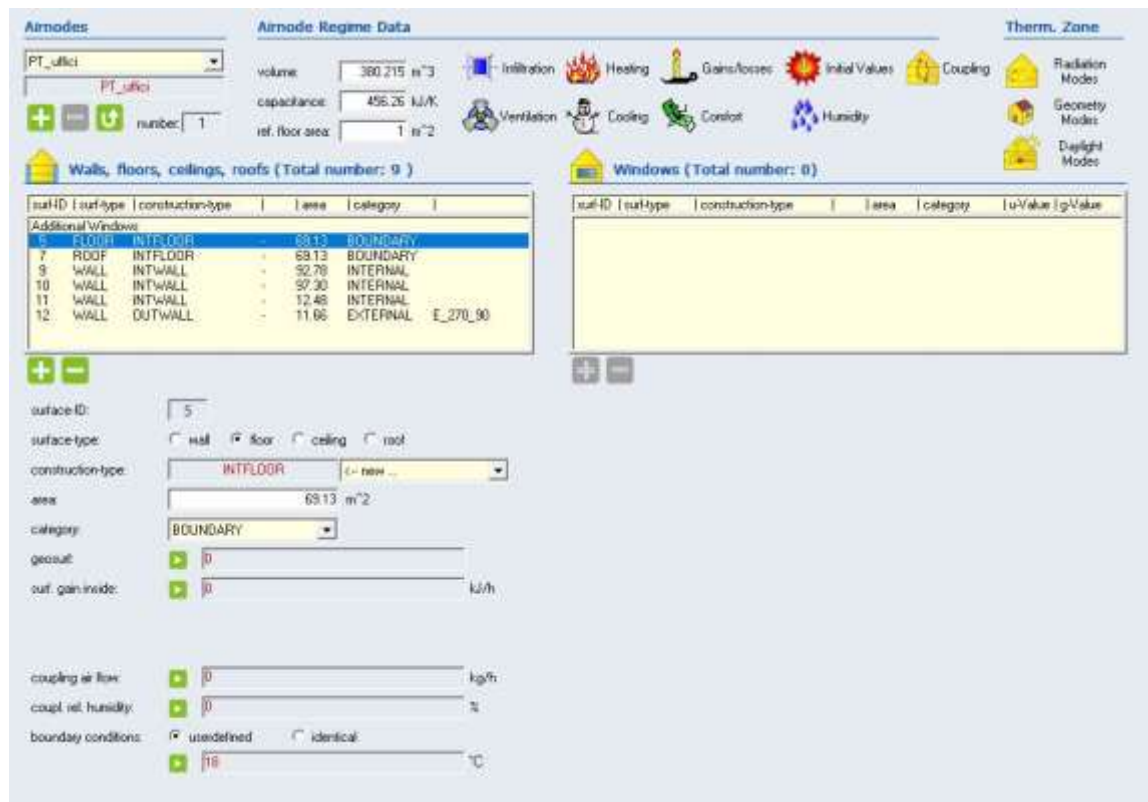 Airnodes
Airnode Regime Data
Therm. Zone
PT_uffici
PT_uffici
number: 1
volume: 380.215 m^3
capacitance: 456.26 kJ/K
ref. floor area: 1 m^2
Infiltration
Heating
Gains/losses
Initial Values
Coupling
Ventilation
Cooling
Comfort
Humidity
Radiation Modes
Geometry Modes
Daylight Modes
Walls, floors, ceilings, roofs (Total number: 9 )
surf-ID | surf-type | construction-type | | area | category |
Additional Windows
5 FLOOR INTFLOOR - 69.13 BOUNDARY
7 ROOF INTFLOOR - 69.13 BOUNDARY
9 WALL INTWALL - 92.78 INTERNAL
10 WALL INTWALL - 97.30 INTERNAL
11 WALL INTWALL - 12.48 INTERNAL
12 WALL OUTWALL - 11.66 EXTERNAL E_270_90
Windows (Total number: 0)
surf-ID | surf-type | construction-type | | area | category | u-Value | g-Value
surface-ID: 5
surface-type: wall floor ceiling roof
construction-type: INTFLOOR <-- new ...
area: 69.13 m^2
category: BOUNDARY
geosurf: 0
surf. gain inside: 0 kJ/h
coupling air flow: 0 kg/h
coupl. rel. humidity: 0 %
boundary conditions: userdefined identical
18 °C